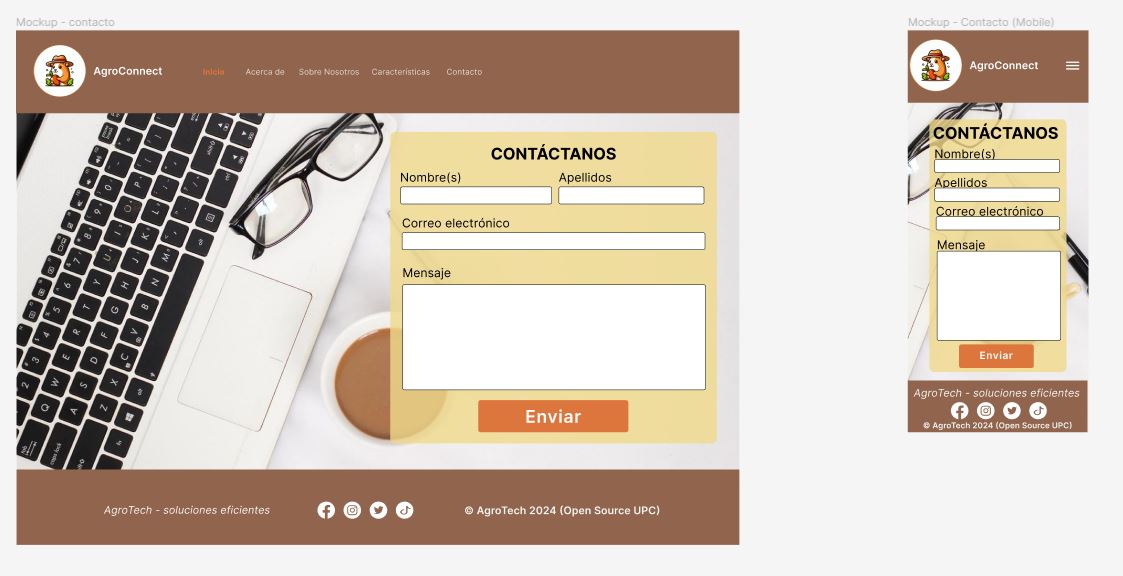 Mockup - contacto
AgroConnect
Inicio
Acerca de
Sobre Nosotros
Características
Contacto
CONTÁCTANOS
Nombre(s)
Apellidos
Correo electrónico
Mensaje
Enviar
AgroTech - soluciones eficientes
© AgroTech 2024 (Open Source UPC)
Mockup - Contacto (Mobile)
AgroConnect
CONTÁCTANOS
Nombre(s)
Apellidos
Correo electrónico
Mensaje
Enviar
AgroTech - soluciones eficientes
© AgroTech 2024 (Open Source UPC)